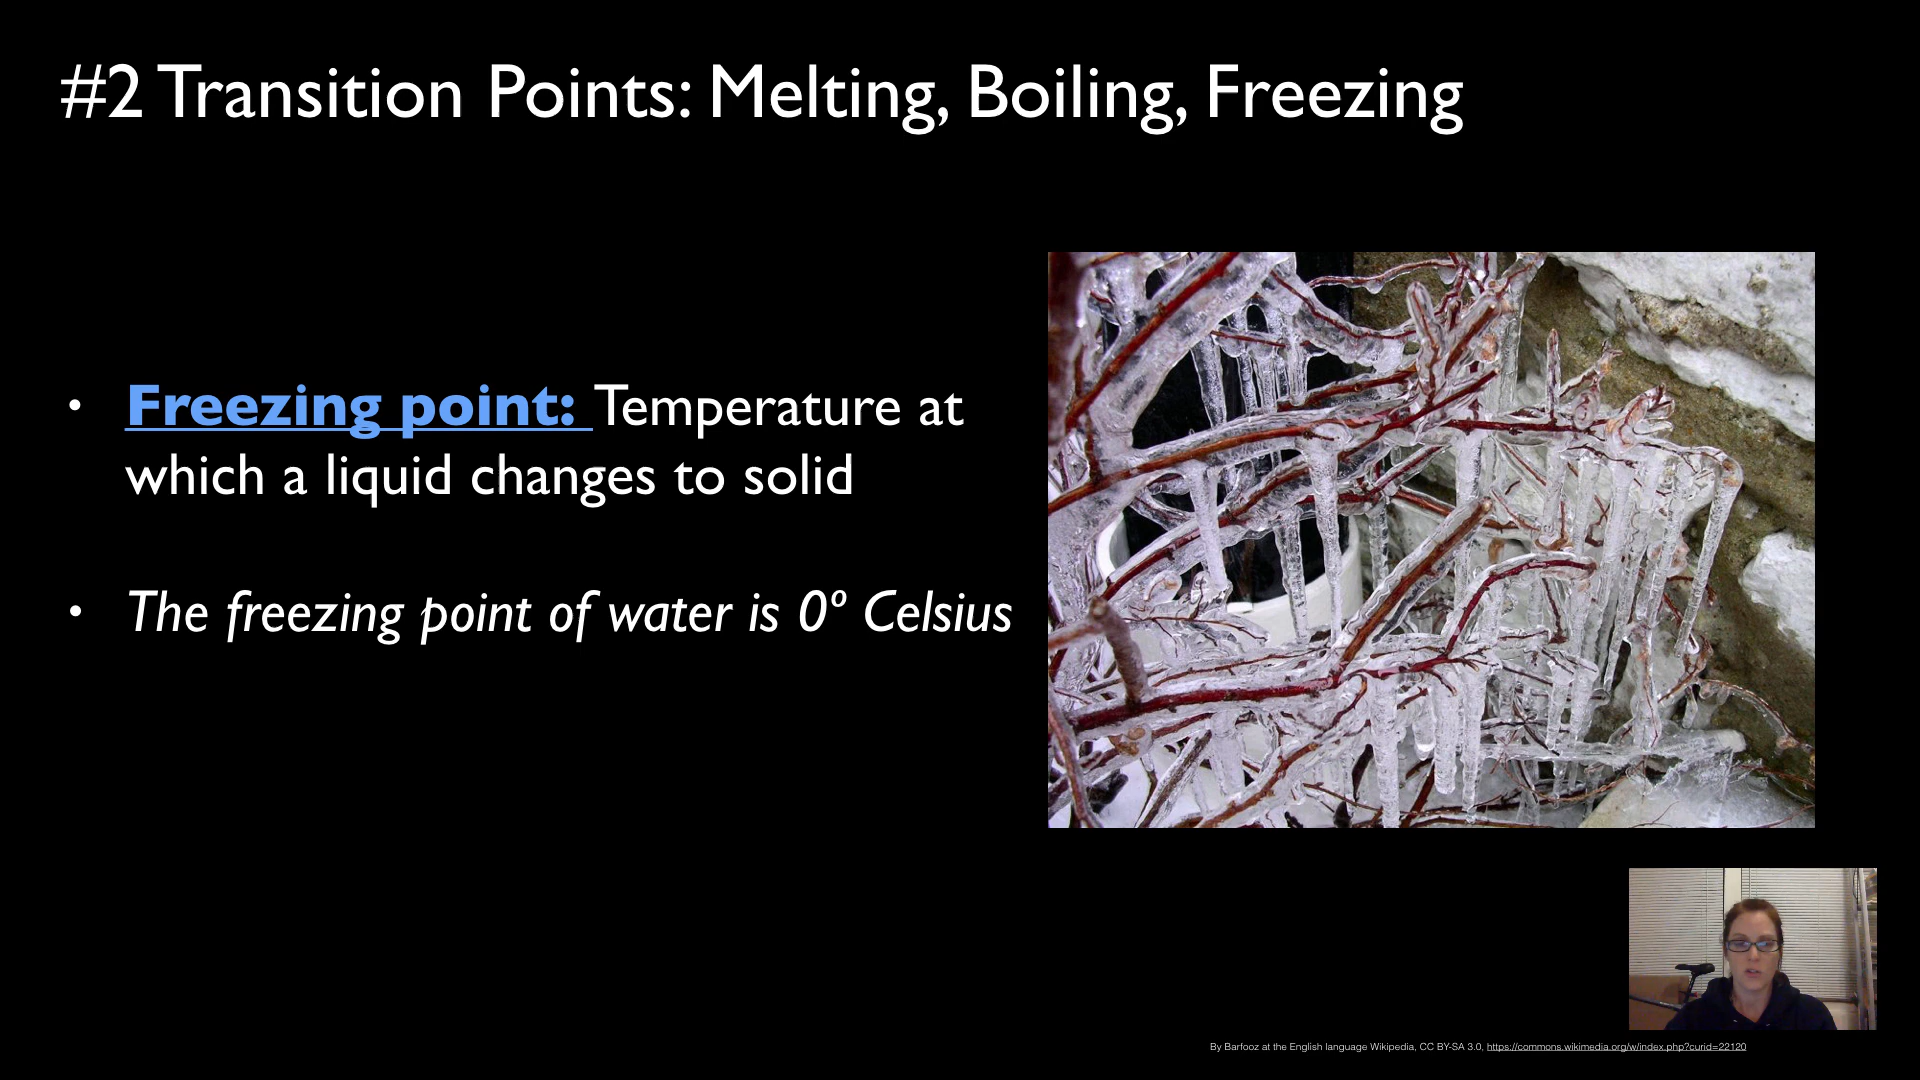 #2 Transition Points: Melting, Boiling, Freezing
• Freezing point: Temperature at
which a liquid changes to solid
• The freezing point of water is 0º Celsius
By Barfooz at the English language Wikipedia, CC BY-SA 3.0, https://commons.wikimedia.org/w/index.php?curid=22120